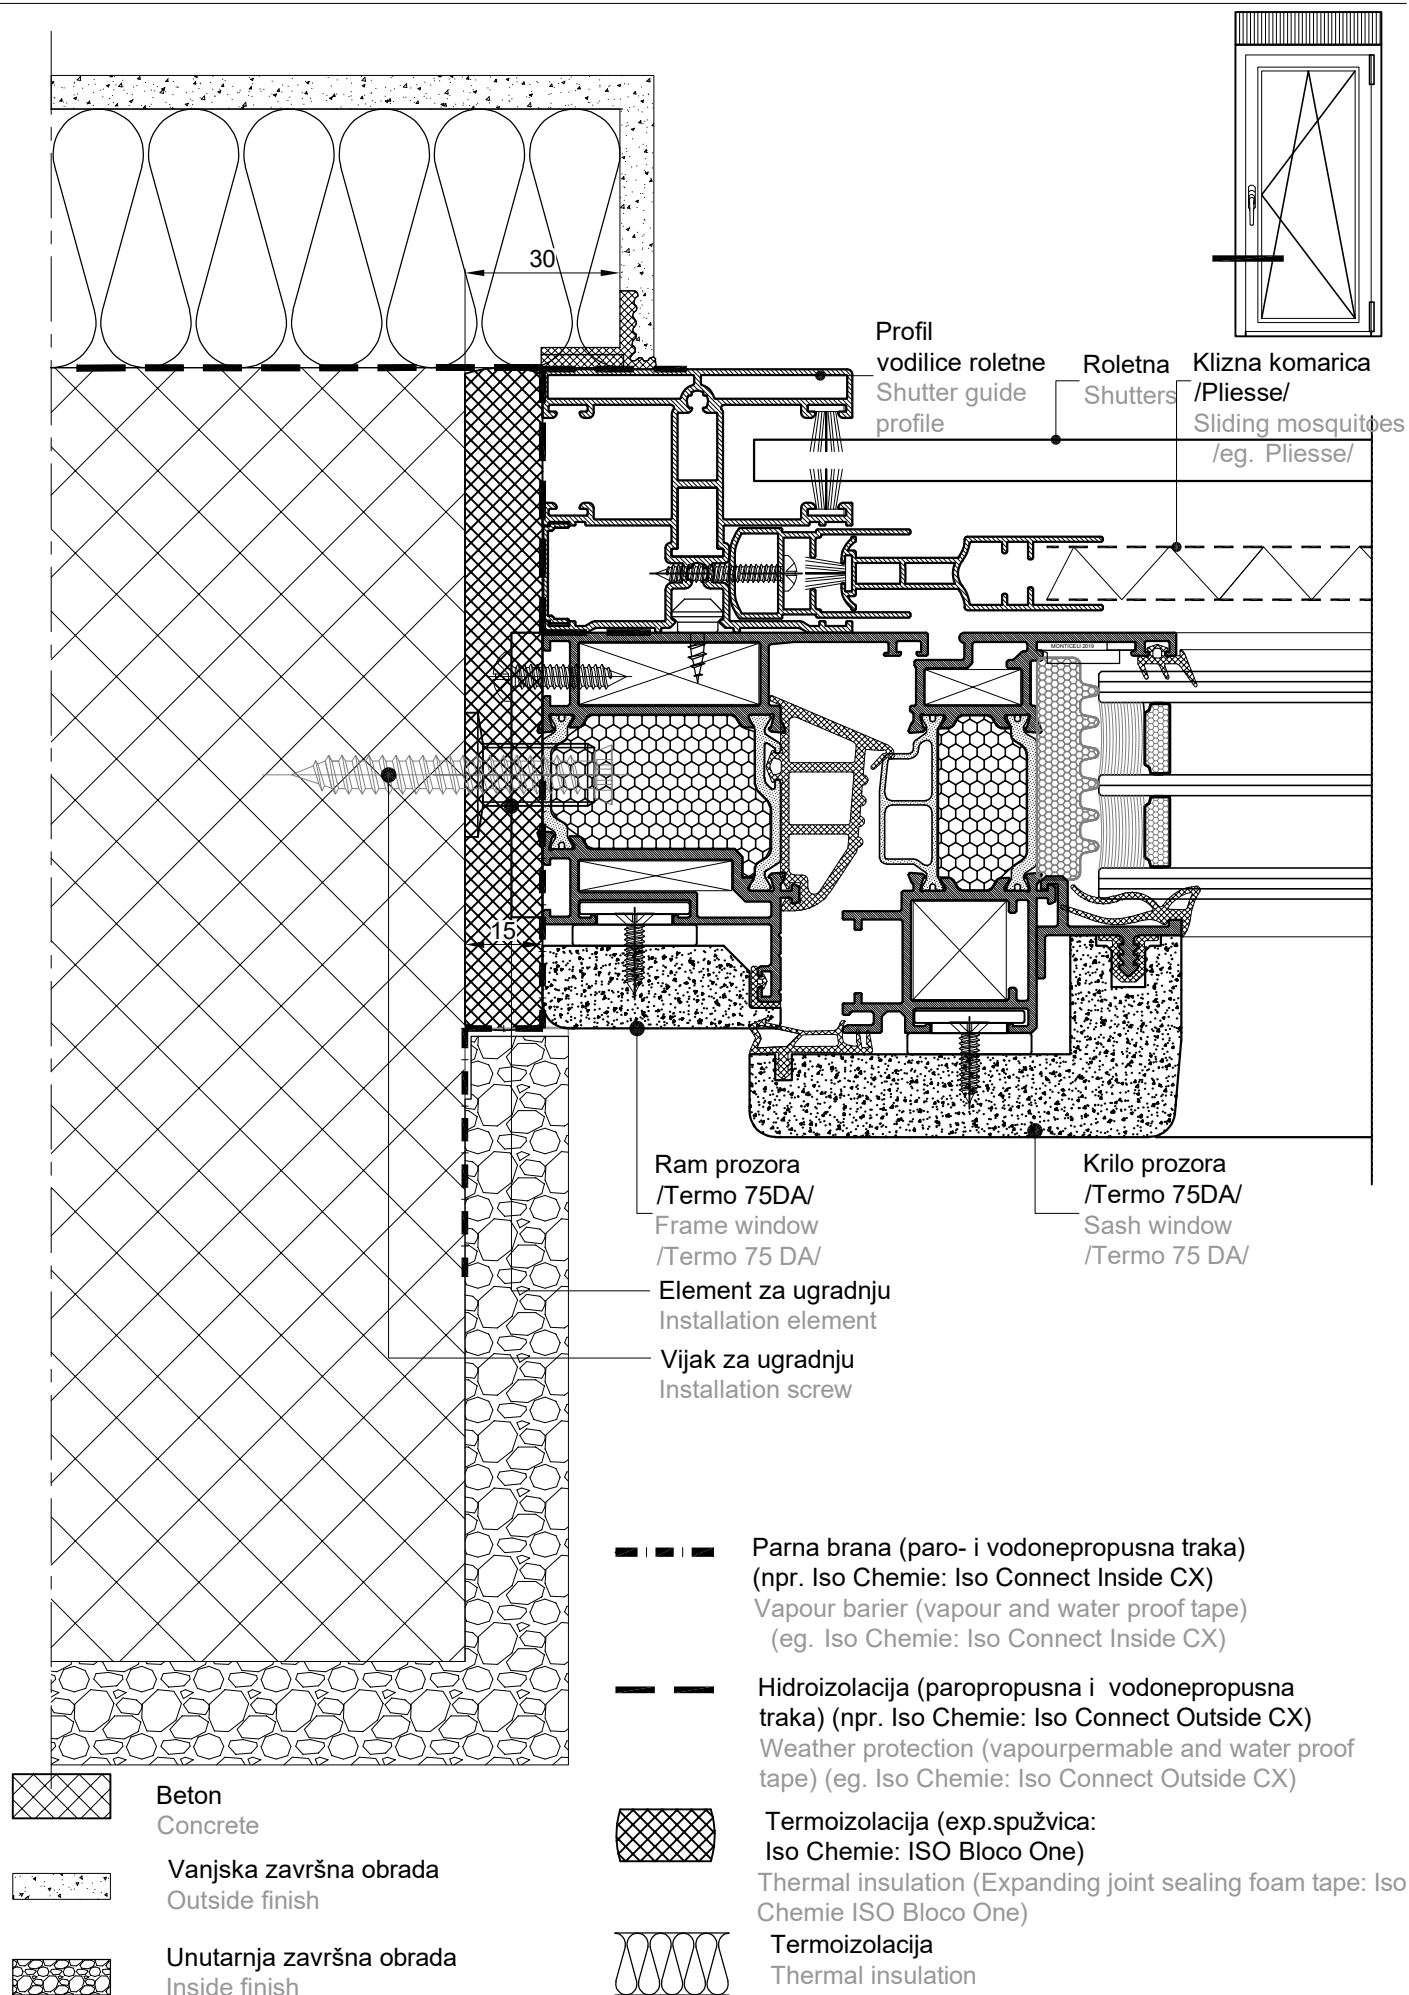 30
Profil
vodilice roletne
Shutter guide
profile
Roletna
Shutters
Klizna komarica
/Pliesse/
Sliding mosquitoes
/eg. Pliesse/
MONTICELI 2019
15
Ram prozora
/Termo 75DA/
Frame window
/Termo 75 DA/
Krilo prozora
/Termo 75DA/
Sash window
/Termo 75 DA/
Element za ugradnju
Installation element
Vijak za ugradnju
Installation screw
Parna brana (paro- i vodonepropusna traka)
(npr. Iso Chemie: Iso Connect Inside CX)
Vapour barier (vapour and water proof tape)
(eg. Iso Chemie: Iso Connect Inside CX)
Hidroizolacija (paropropusna i vodonepropusna
traka) (npr. Iso Chemie: Iso Connect Outside CX)
Weather protection (vapourpermable and water proof
tape) (eg. Iso Chemie: Iso Connect Outside CX)
Beton
Concrete
Vanjska završna obrada
Outside finish
Unutarnja završna obrada
Inside finish
Termoizolacija (exp.spužvica:
Iso Chemie: ISO Bloco One)
Thermal insulation (Expanding joint sealing foam tape: Iso
Chemie ISO Bloco One)
Termoizolacija
Thermal insulation